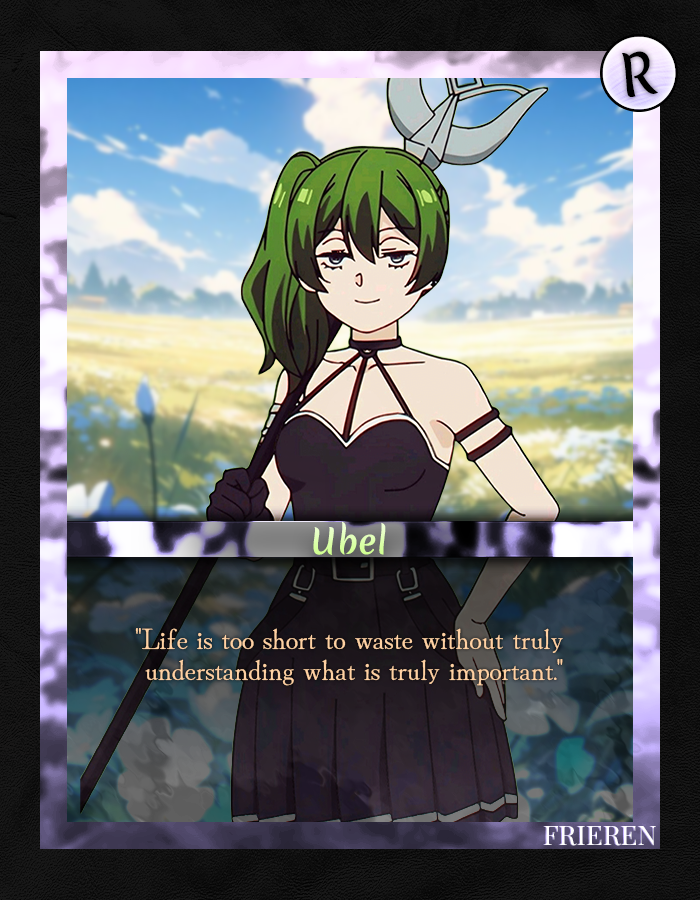 R
Ubel
"Life is too short to waste without truly
understanding what is truly important."
FRIEREN